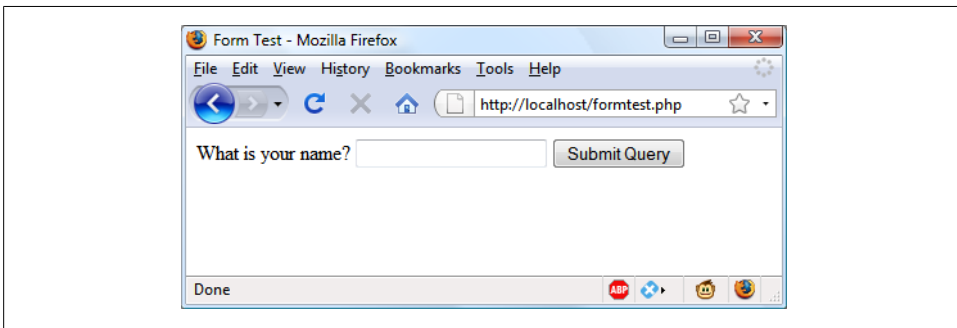 Form Test - Mozilla Firefox
File Edit View History Bookmarks Tools Help
http://localhost/formtest.php
What is your name? Submit Query
Done ABP